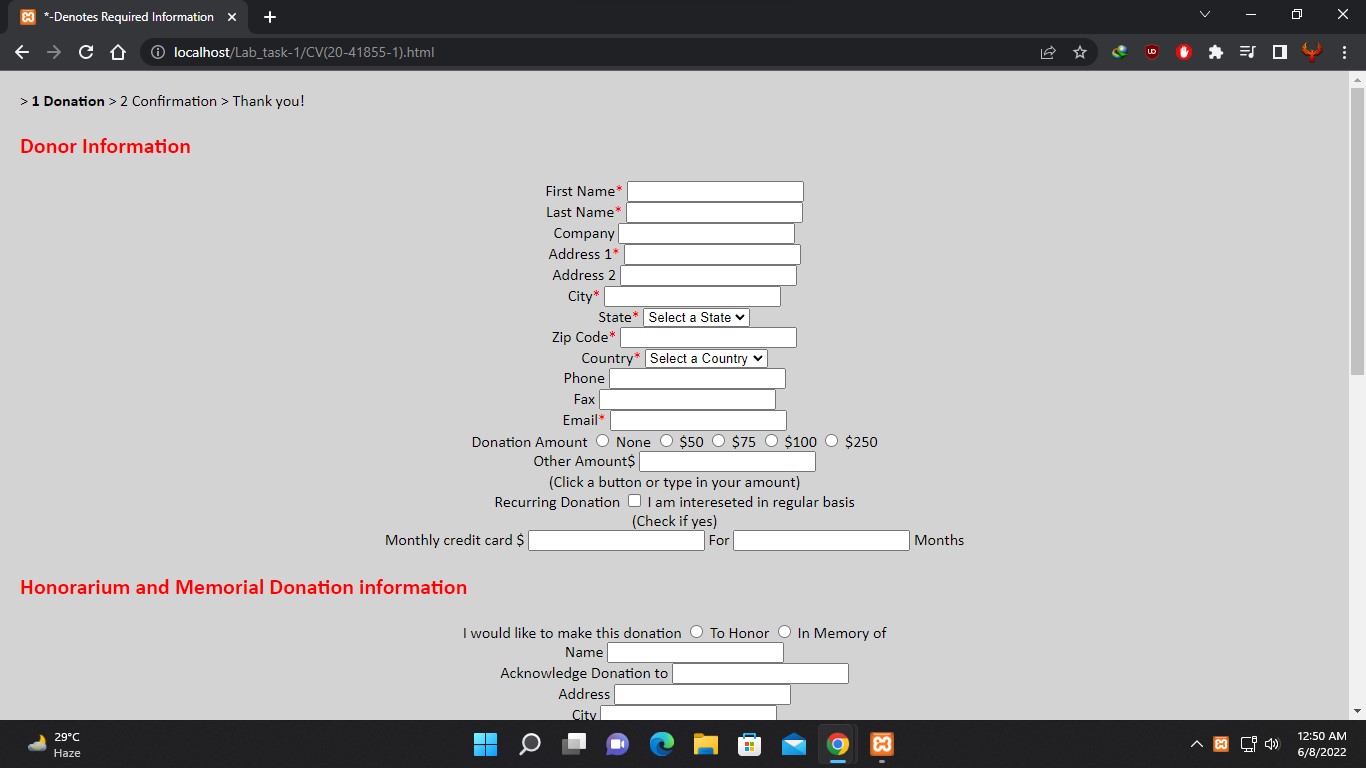 *-Denotes Required Information
localhost/Lab_task-1/CV(20-41855-1).html
> 1 Donation > 2 Confirmation > Thank you!
Donor Information
First Name*
Last Name*
Company
Address 1*
Address 2
City*
State* Select a State
Zip Code*
Country* Select a Country
Phone
Fax
Email*
Donation Amount None $50 $75 $100 $250
Other Amount$
(Click a button or type in your amount)
Recurring Donation I am intereseted in regular basis
(Check if yes)
Monthly credit card $ For Months
Honorarium and Memorial Donation information
I would like to make this donation To Honor In Memory of
Name
Acknowledge Donation to
Address
City
29°C
Haze
12:50 AM
6/8/2022